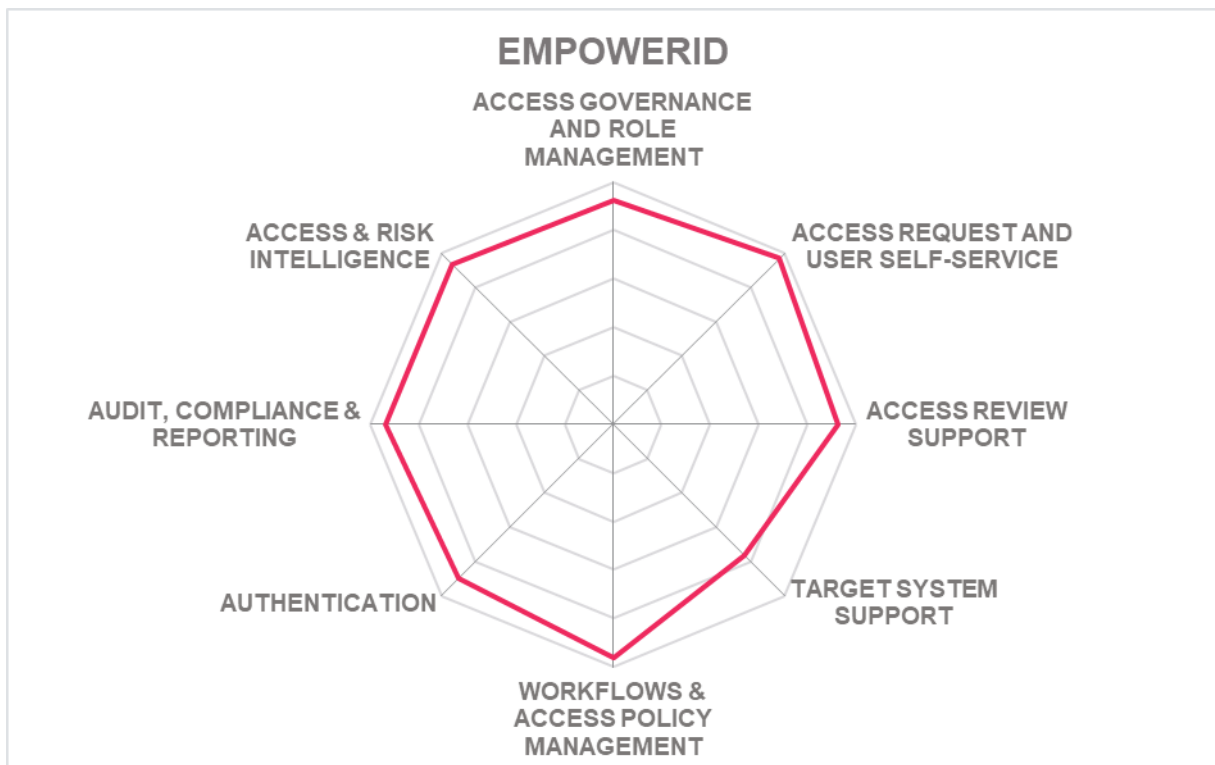 EMPOWERID
ACCESS GOVERNANCE
AND ROLE
MANAGEMENT
ACCESS REQUEST AND
USER SELF-SERVICE
ACCESS REVIEW
SUPPORT
TARGET SYSTEM
SUPPORT
WORKFLOWS &
ACCESS POLICY
MANAGEMENT
AUTHENTICATION
AUDIT, COMPLIANCE &
REPORTING
ACCESS & RISK
INTELLIGENCE